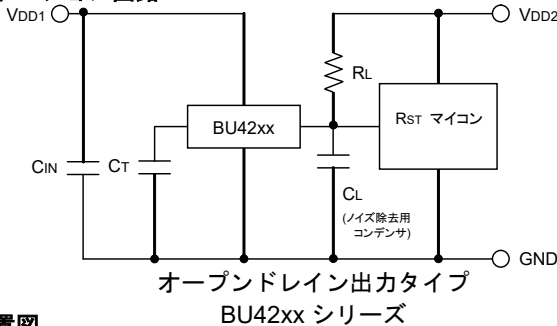 VDD1
VDD2
RL
BU42xx
RST マイコン
CIN
CT
CL
(ノイズ除去用
コンデンサ)
GND
オープンドレイン出力タイプ
BU42xx シリーズ
置図